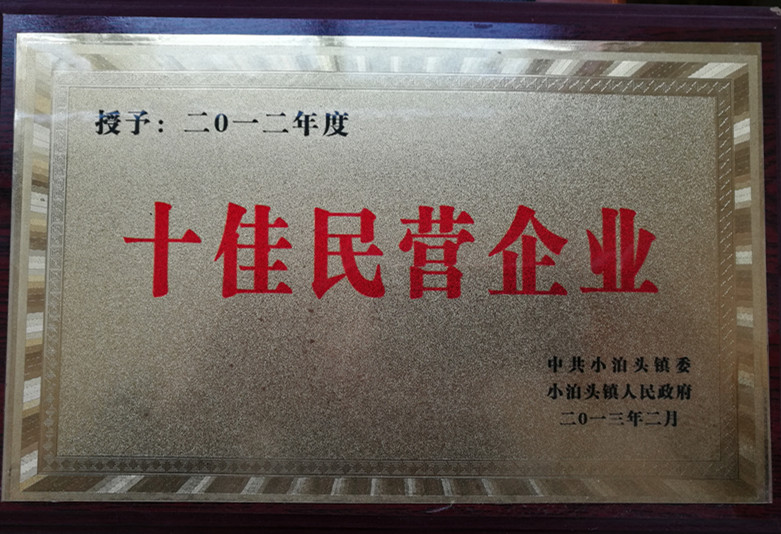 授予：二0一二年度
十佳民营企业
中共小泊头镇委
小泊头镇人民政府
二0一三年二月